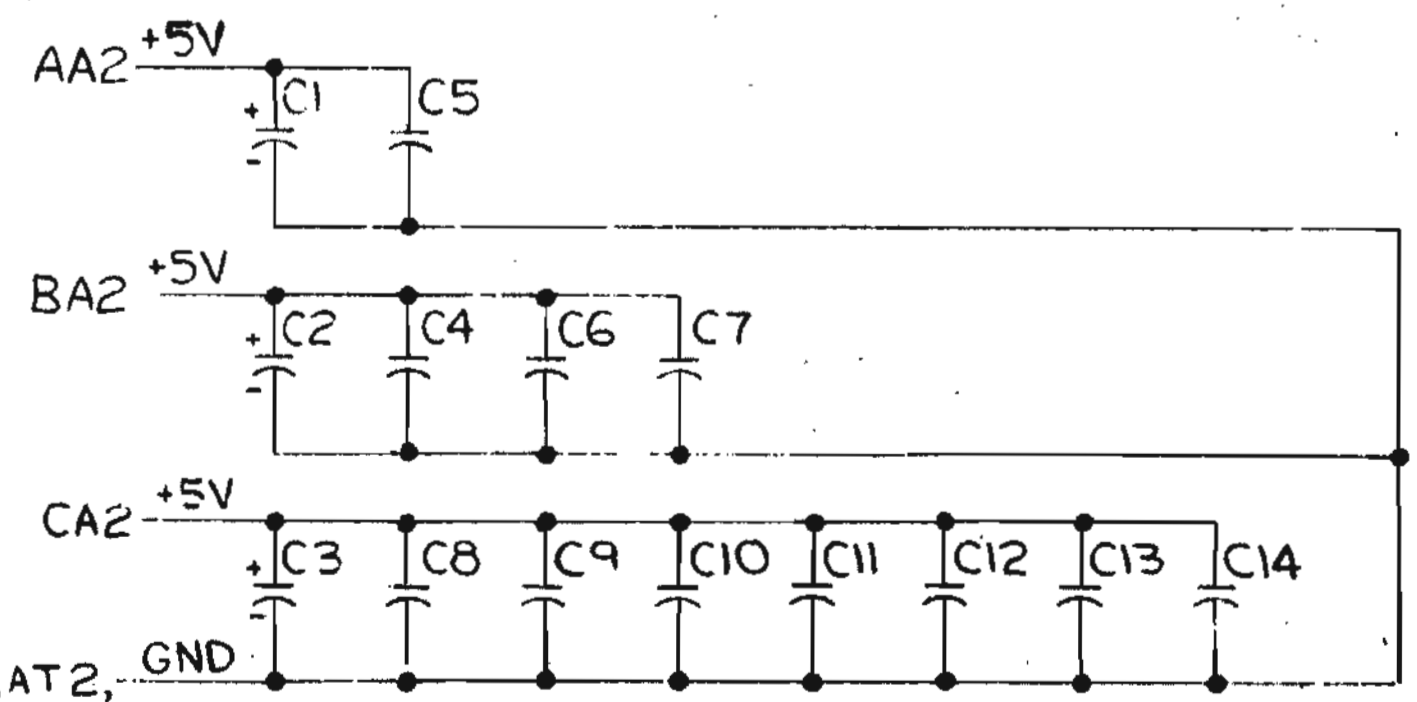 +5V
AA2
+ C1 C5
-
+5V
BA2
+ C2 C4 C6 C7
-
+5V
CA2
+ C3 C8 C9 C10 C11 C12 C13 C14
-
GND
AT2,